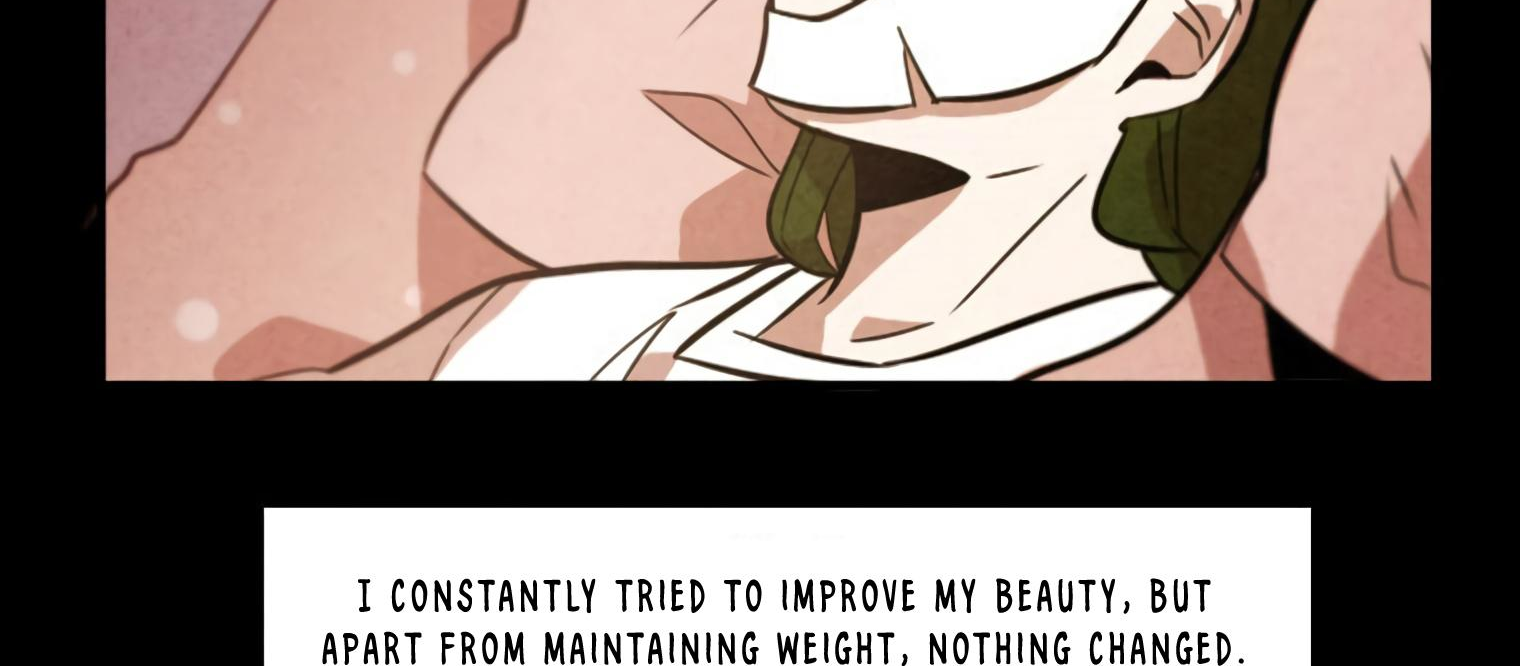 I CONSTANTLY TRIED TO IMPROVE MY BEAUTY, BUT
APART FROM MAINTAINING WEIGHT, NOTHING CHANGED.